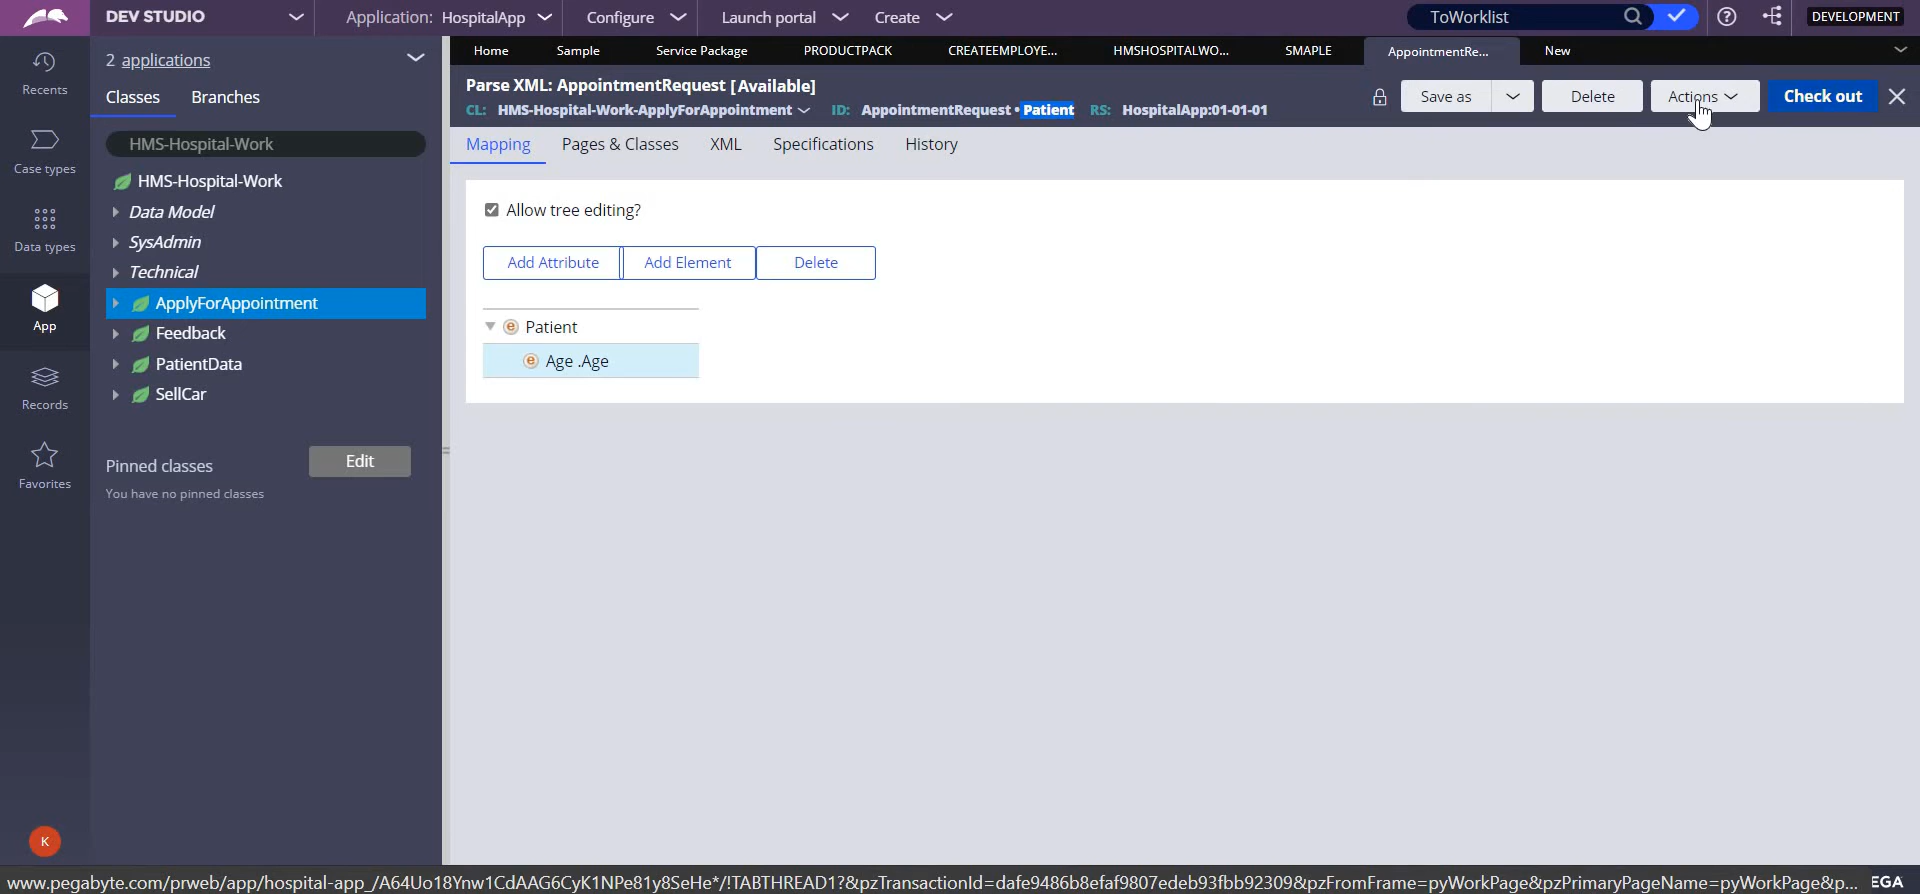 DEV STUDIO
Application: HospitalApp
Configure
Launch portal
Create
ToWorklist
DEVELOPMENT
Recents
Case types
Data types
App
Records
Favorites
K
2 applications
Classes
Branches
HMS-Hospital-Work
HMS-Hospital-Work
Data Model
SysAdmin
Technical
ApplyForAppointment
Feedback
PatientData
SellCar
Pinned classes
Edit
You have no pinned classes
Home
Sample
Service Package
PRODUCTPACK
CREATEEMPLOYE...
HMSHOSPITALWO...
SMAPLE
AppointmentRe...
New
Parse XML: AppointmentRequest [Available]
CL: HMS-Hospital-Work-ApplyForAppointment ID: AppointmentRequest • Patient RS: HospitalApp:01-01-01
Save as
Delete
Actions
Check out
Mapping
Pages & Classes
XML
Specifications
History
Allow tree editing?
Add Attribute
Add Element
Delete
e Patient
e Age .Age
www.pegabyte.com/prweb/app/hospital-app_/A64Uo18Ynw1CdAAG6CyK1NPe81y8SeHe*/!TABTHREAD1?&pzTransactionId=dafe9486b8efaf9807edeb93fbb92309&pzFromFrame=pyWorkPage&pzPrimaryPageName=pyWorkPage&p...
EGA